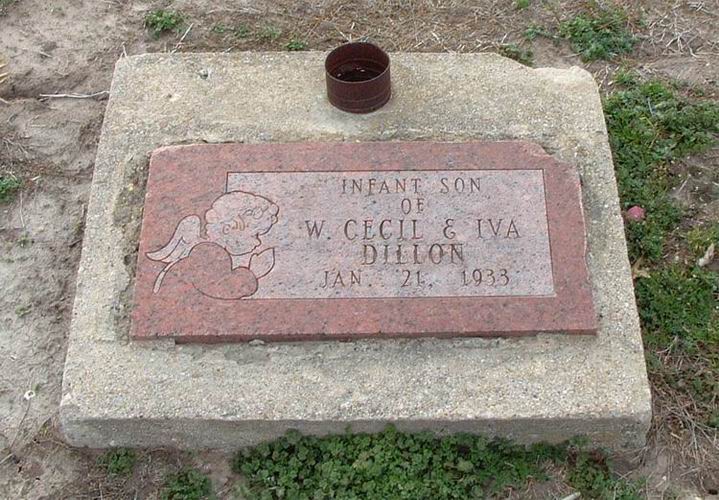 INFANT SON
OF
W. CECIL & IVA
DILLON
JAN. 21, 1933